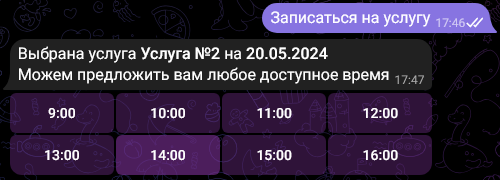 Записаться на услугу 17:46
Выбрана услуга Услуга №2 на 20.05.2024
Можем предложить вам любое доступное время 17:47
9:00 10:00 11:00 12:00
13:00 14:00 15:00 16:00